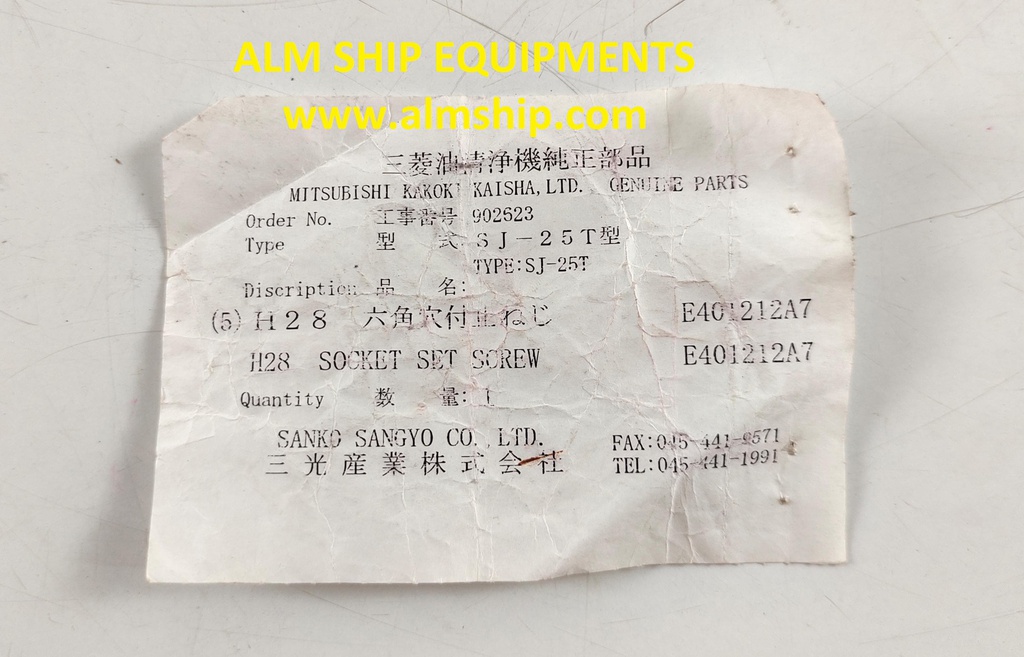 ALM SHIP EQUIPMENTS
www.almship.com
三菱油清浄機純正部品
MITSUBISHI KAKOKI KAISHA,LTD. GENUINE PARTS
Order No. 工事番号 902623
Type 型 式: SJ-25T型
TYPE:SJ-25T
Discription 品 名:
(5) H28 六角穴付止ねじ E401212A7
H28 SOCKET SET SCREW E401212A7
Quantity 数 量: 1
SANKO SANGYO CO.,LTD. FAX:045-441-9571
三光産業株式会社 TEL:045-441-1991